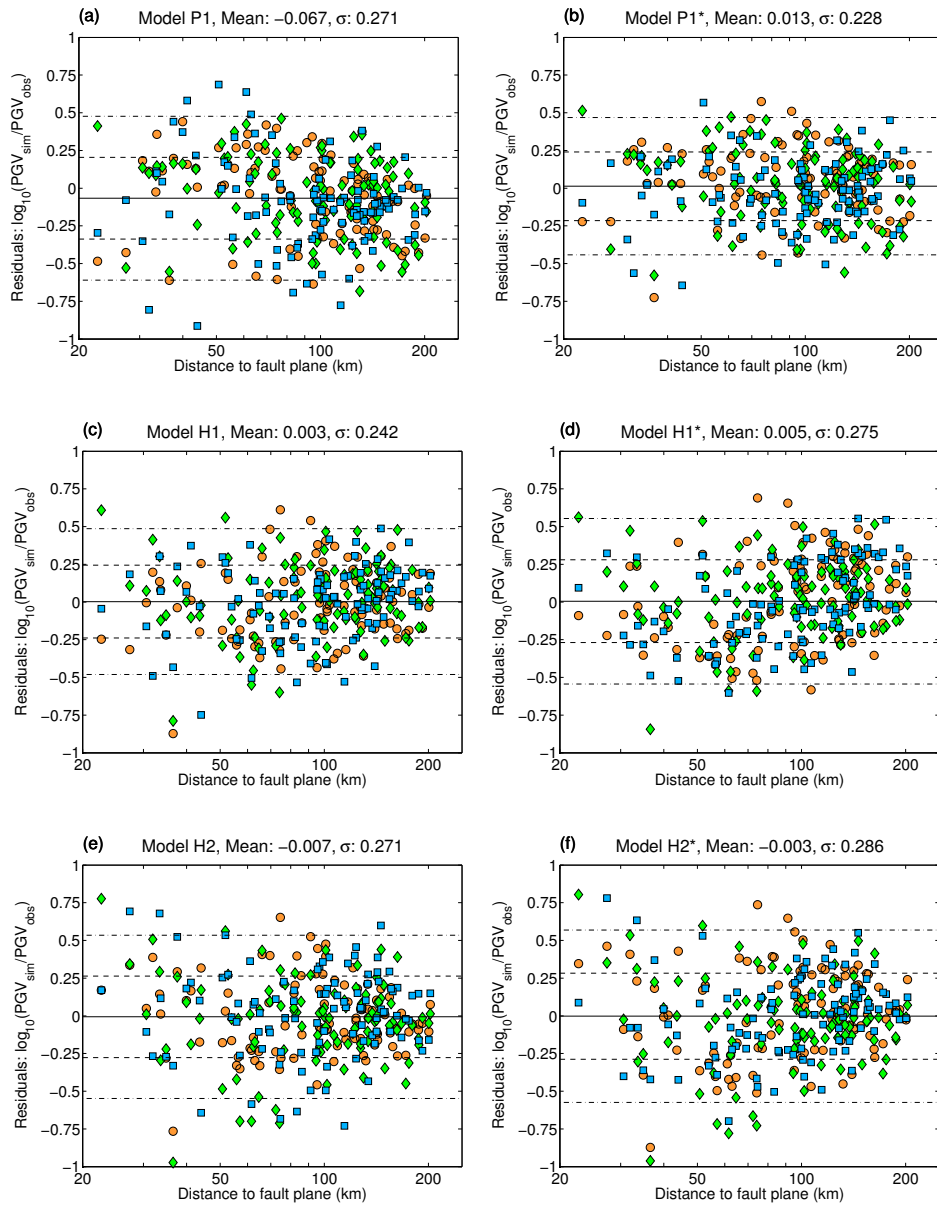 (a) Model P1, Mean: −0.067, σ: 0.271
1
0.75
0.5
0.25
0
−0.25
−0.5
−0.75
−1
Residuals: log10(PGVsim/PGVobs)
20 50 100 200
Distance to fault plane (km)
(b) Model P1*, Mean: 0.013, σ: 0.228
1
0.75
0.5
0.25
0
−0.25
−0.5
−0.75
−1
Residuals: log10(PGVsim/PGVobs)
20 50 100 200
Distance to fault plane (km)
(c) Model H1, Mean: 0.003, σ: 0.242
1
0.75
0.5
0.25
0
−0.25
−0.5
−0.75
−1
Residuals: log10(PGVsim/PGVobs)
20 50 100 200
Distance to fault plane (km)
(d) Model H1*, Mean: 0.005, σ: 0.275
1
0.75
0.5
0.25
0
−0.25
−0.5
−0.75
−1
Residuals: log10(PGVsim/PGVobs)
20 50 100 200
Distance to fault plane (km)
(e) Model H2, Mean: −0.007, σ: 0.271
1
0.75
0.5
0.25
0
−0.25
−0.5
−0.75
−1
Residuals: log10(PGVsim/PGVobs)
20 50 100 200
Distance to fault plane (km)
(f) Model H2*, Mean: −0.003, σ: 0.286
1
0.75
0.5
0.25
0
−0.25
−0.5
−0.75
−1
Residuals: log10(PGVsim/PGVobs)
20 50 100 200
Distance to fault plane (km)